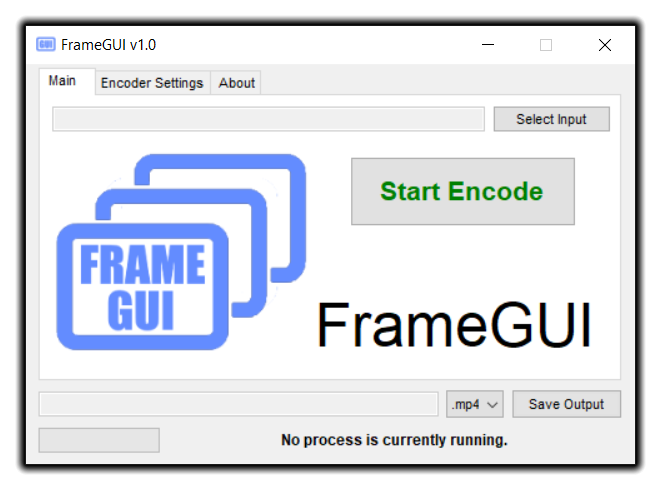 FrameGUI v1.0
Main Encoder Settings About
Select Input
Start Encode
FRAME
GUI
FrameGUI
.mp4 Save Output
No process is currently running.